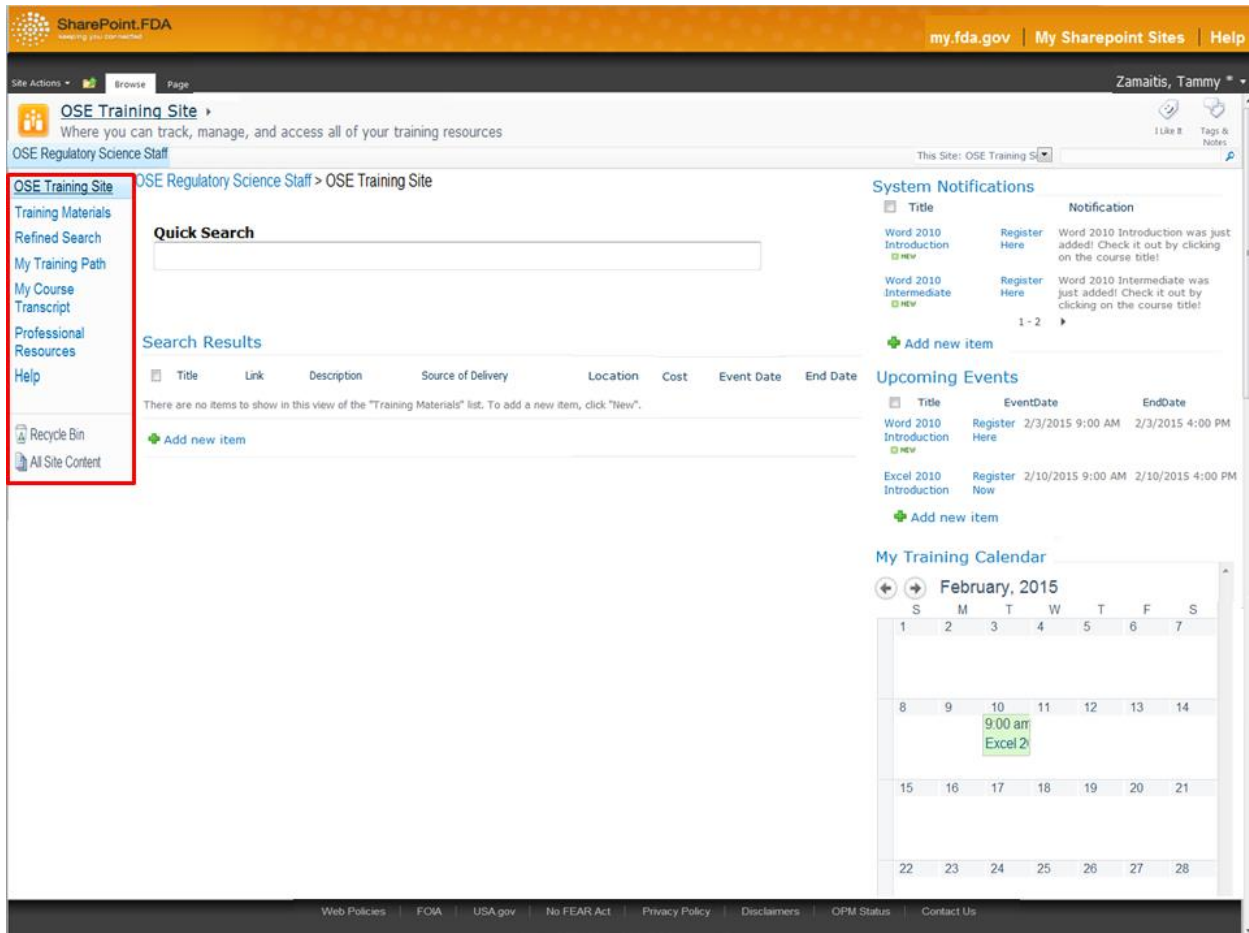 SharePoint.FDA
keeping you connected
my.fda.gov | My Sharepoint Sites | Help
Site Actions Browse Page
Zamaitis, Tammy *
OSE Training Site
Where you can track, manage, and access all of your training resources
I Like It
Tags & Notes
OSE Regulatory Science Staff
This Site: OSE Training S
OSE Training Site
Training Materials
Refined Search
My Training Path
My Course
Transcript
Professional
Resources
Help
Recycle Bin
All Site Content
OSE Regulatory Science Staff > OSE Training Site
Quick Search
Search Results
Title Link Description Source of Delivery Location Cost Event Date End Date
There are no items to show in this view of the "Training Materials" list. To add a new item, click "New".
Add new item
System Notifications
Title Notification
Word 2010 Register Word 2010 Introduction was just
Introduction Here added! Check it out by clicking
NEW on the course title!
Word 2010 Register Word 2010 Intermediate was
Intermediate Here just added! Check it out by
NEW clicking on the course title!
1 - 2
Add new item
Upcoming Events
Title EventDate EndDate
Word 2010 Register 2/3/2015 9:00 AM 2/3/2015 4:00 PM
Introduction Here
NEW
Excel 2010 Register 2/10/2015 9:00 AM 2/10/2015 4:00 PM
Introduction Now
Add new item
My Training Calendar
February, 2015
S M T W T F S
1 2 3 4 5 6 7
8 9 10 11 12 13 14
9:00 am
Excel 2
15 16 17 18 19 20 21
22 23 24 25 26 27 28
Web Policies | FOIA | USA.gov | No FEAR Act | Privacy Policy | Disclaimers | OPM Status | Contact Us